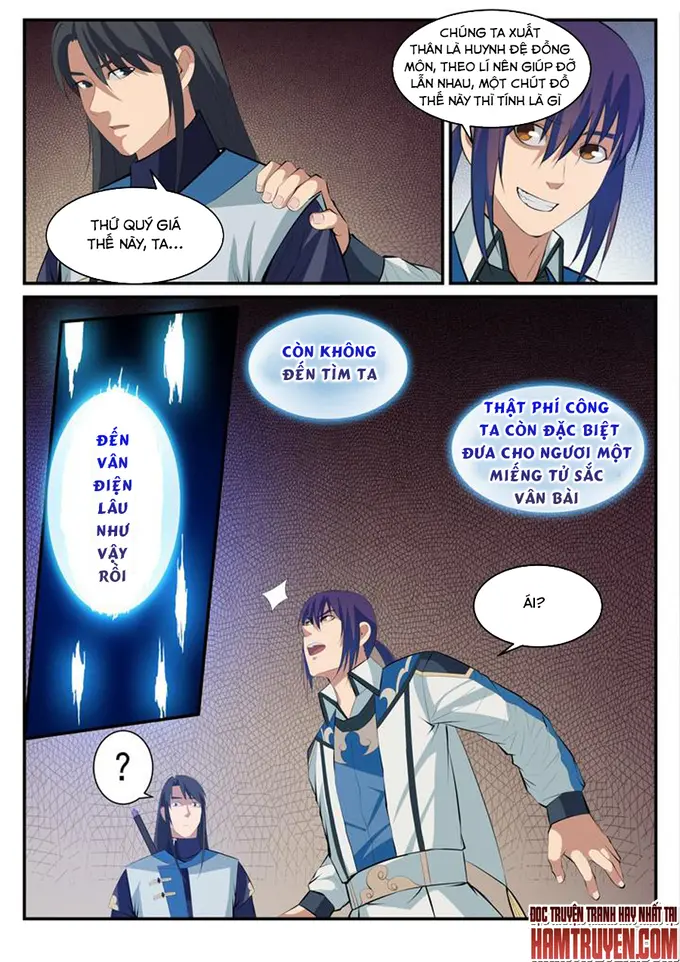 CHÚNG TA XUẤT
THÂN LÀ HUYNH ĐỆ ĐỒNG
MÔN, THEO LÍ NÊN GIÚP ĐỠ
LẪN NHAU, MỘT CHÚT ĐỒ
THẾ NÀY THÌ TÍNH LÀ GÌ
THỨ QUÝ GIÁ
THẾ NÀY, TA...
ĐẾN
VÂN
ĐIỆN
LÂU
NHƯ
VẬY
RỒI
CÒN KHÔNG
ĐẾN TÌM TA
THẬT PHÍ CÔNG
TA CÒN ĐẶC BIỆT
ĐƯA CHO NGƯƠI MỘT
MIẾNG TỬ SẮC
VÂN BÀI
ÁI?
?
ĐỌC TRUYỆN TRANH HAY NHẤT TẠI
HAMTRUYEN.COM